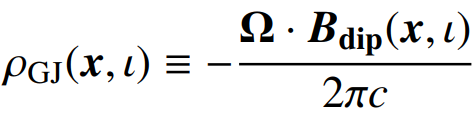 ρ_GJ(x, ι) ≡ − Ω · B_dip(x, ι) / 2πc